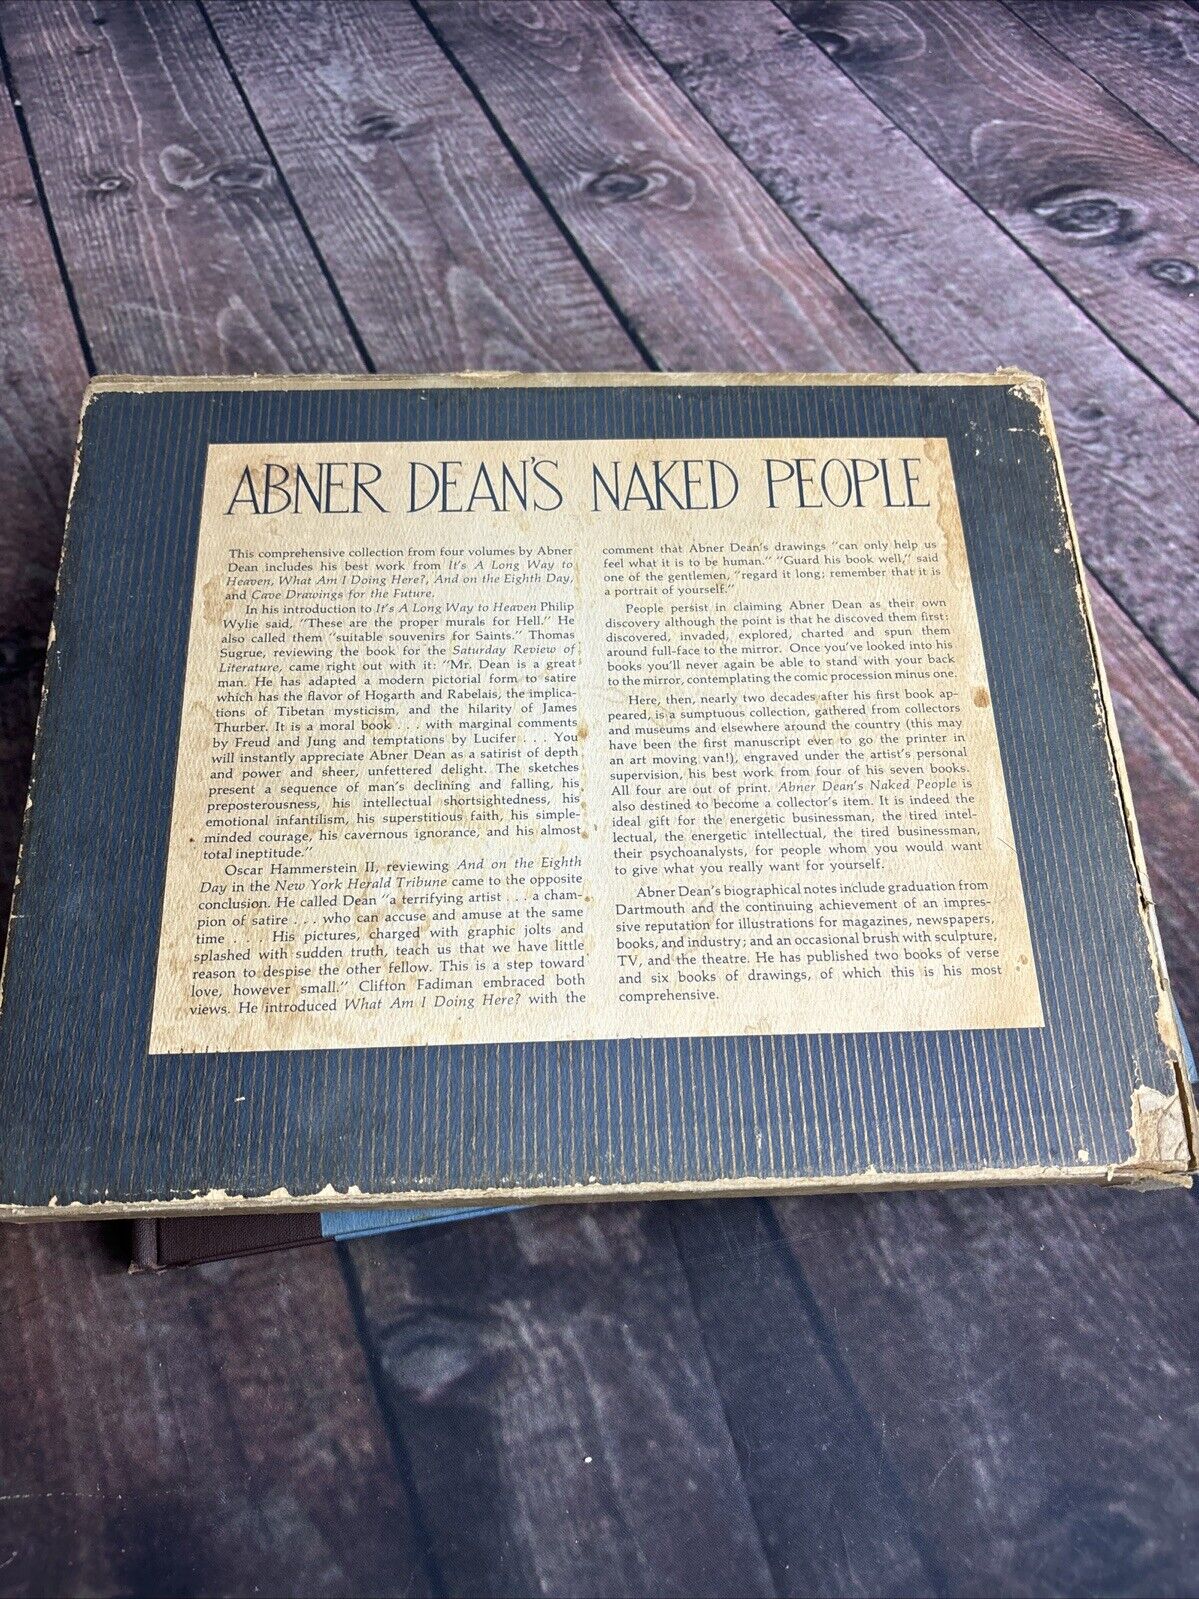 ABNER DEAN'S NAKED PEOPLE
This comprehensive collection from four volumes by Abner
Dean includes his best work from It's A Long Way to
Heaven, What Am I Doing Here?, And on the Eighth Day,
and Cave Drawings for the Future.
In his introduction to It's A Long Way to Heaven Philip
Wylie said, "These are the proper murals for Hell." He
also called them "suitable souvenirs for Saints." Thomas
Sugrue, reviewing the book for the Saturday Review of
Literature, came right out with it: "Mr. Dean is a great
man. He has adapted a modern pictorial form to satire
which has the flavor of Hogarth and Rabelais, the implica-
tions of Tibetan mysticism, and the hilarity of James
Thurber. It is a moral book . . . with marginal comments
by Freud and Jung and temptations by Lucifer . . . You
will instantly appreciate Abner Dean as a satirist of depth
and power and sheer, unfettered delight. The sketches
present a sequence of man's declining and falling, his
preposterousness, his intellectual shortsightedness, his
emotional infantilism, his superstitious faith, his simple-
minded courage, his cavernous ignorance, and his almost
total ineptitude."
Oscar Hammerstein II, reviewing And on the Eighth
Day in the New York Herald Tribune came to the opposite
conclusion. He called Dean "a terrifying artist . . . a cham-
pion of satire . . . who can accuse and amuse at the same
time . . . . His pictures, charged with graphic jolts and
splashed with sudden truth, teach us that we have little
reason to despise the other fellow. This is a step toward
love, however small." Clifton Fadiman embraced both
views. He introduced What Am I Doing Here? with the
comment that Abner Dean's drawings "can only help us
feel what it is to be human." "Guard his book well," said
one of the gentlemen, "regard it long; remember that it is
a portrait of yourself."
People persist in claiming Abner Dean as their own
discovery although the point is that he discoved them first:
discovered, invaded, explored, charted and spun them
around full-face to the mirror. Once you've looked into his
books you'll never again be able to stand with your back
to the mirror, contemplating the comic procession minus one.
Here, then, nearly two decades after his first book ap-
peared, is a sumptuous collection, gathered from collectors
and museums and elsewhere around the country (this may
have been the first manuscript ever to go the printer in
an art moving van!), engraved under the artist's personal
supervision, his best work from four of his seven books.
All four are out of print. Abner Dean's Naked People is
also destined to become a collector's item. It is indeed the
ideal gift for the energetic businessman, the tired intel-
lectual, the energetic intellectual, the tired businessman,
their psychoanalysts, for people whom you would want
to give what you really want for yourself.
Abner Dean's biographical notes include graduation from
Dartmouth and the continuing achievement of an impres-
sive reputation for illustrations for magazines, newspapers,
books, and industry; and an occasional brush with sculpture,
TV, and the theatre. He has published two books of verse
and six books of drawings, of which this is his most
comprehensive.